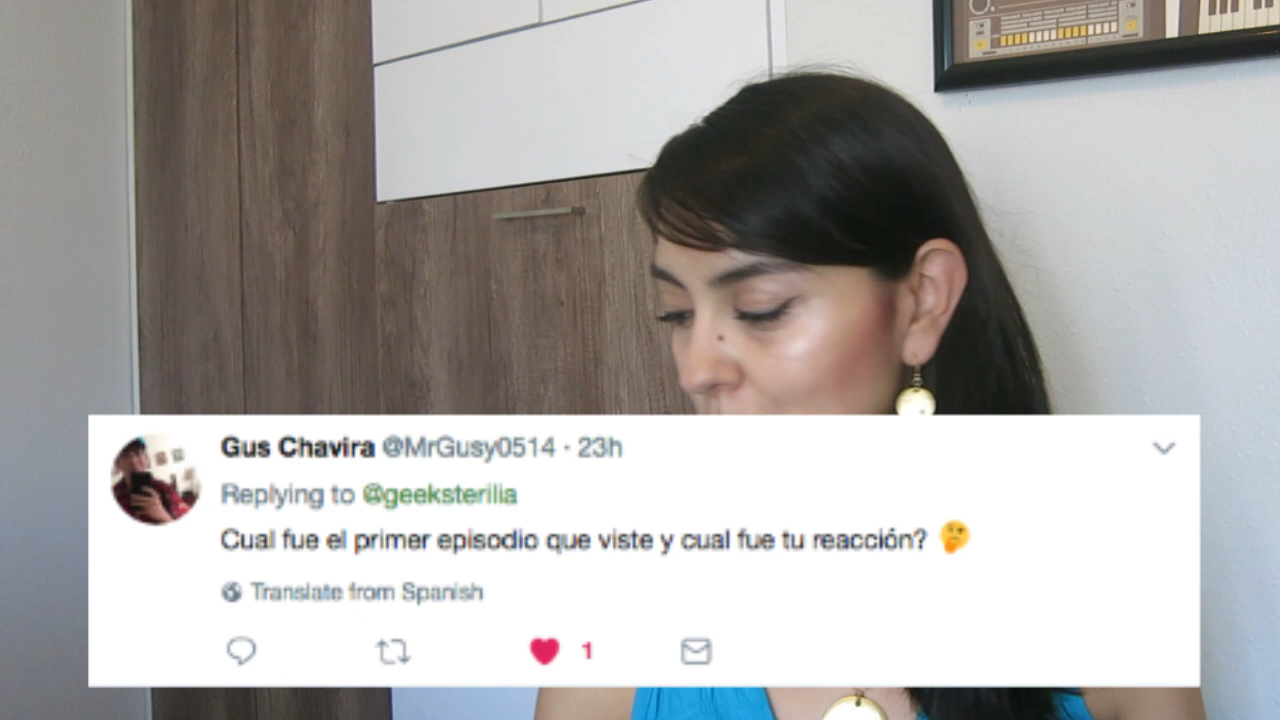 Gus Chavira @MrGusy0514 · 23h
Replying to @geeksterilia
Cual fue el primer episodio que viste y cual fue tu reacción? 🤔
Translate from Spanish
1